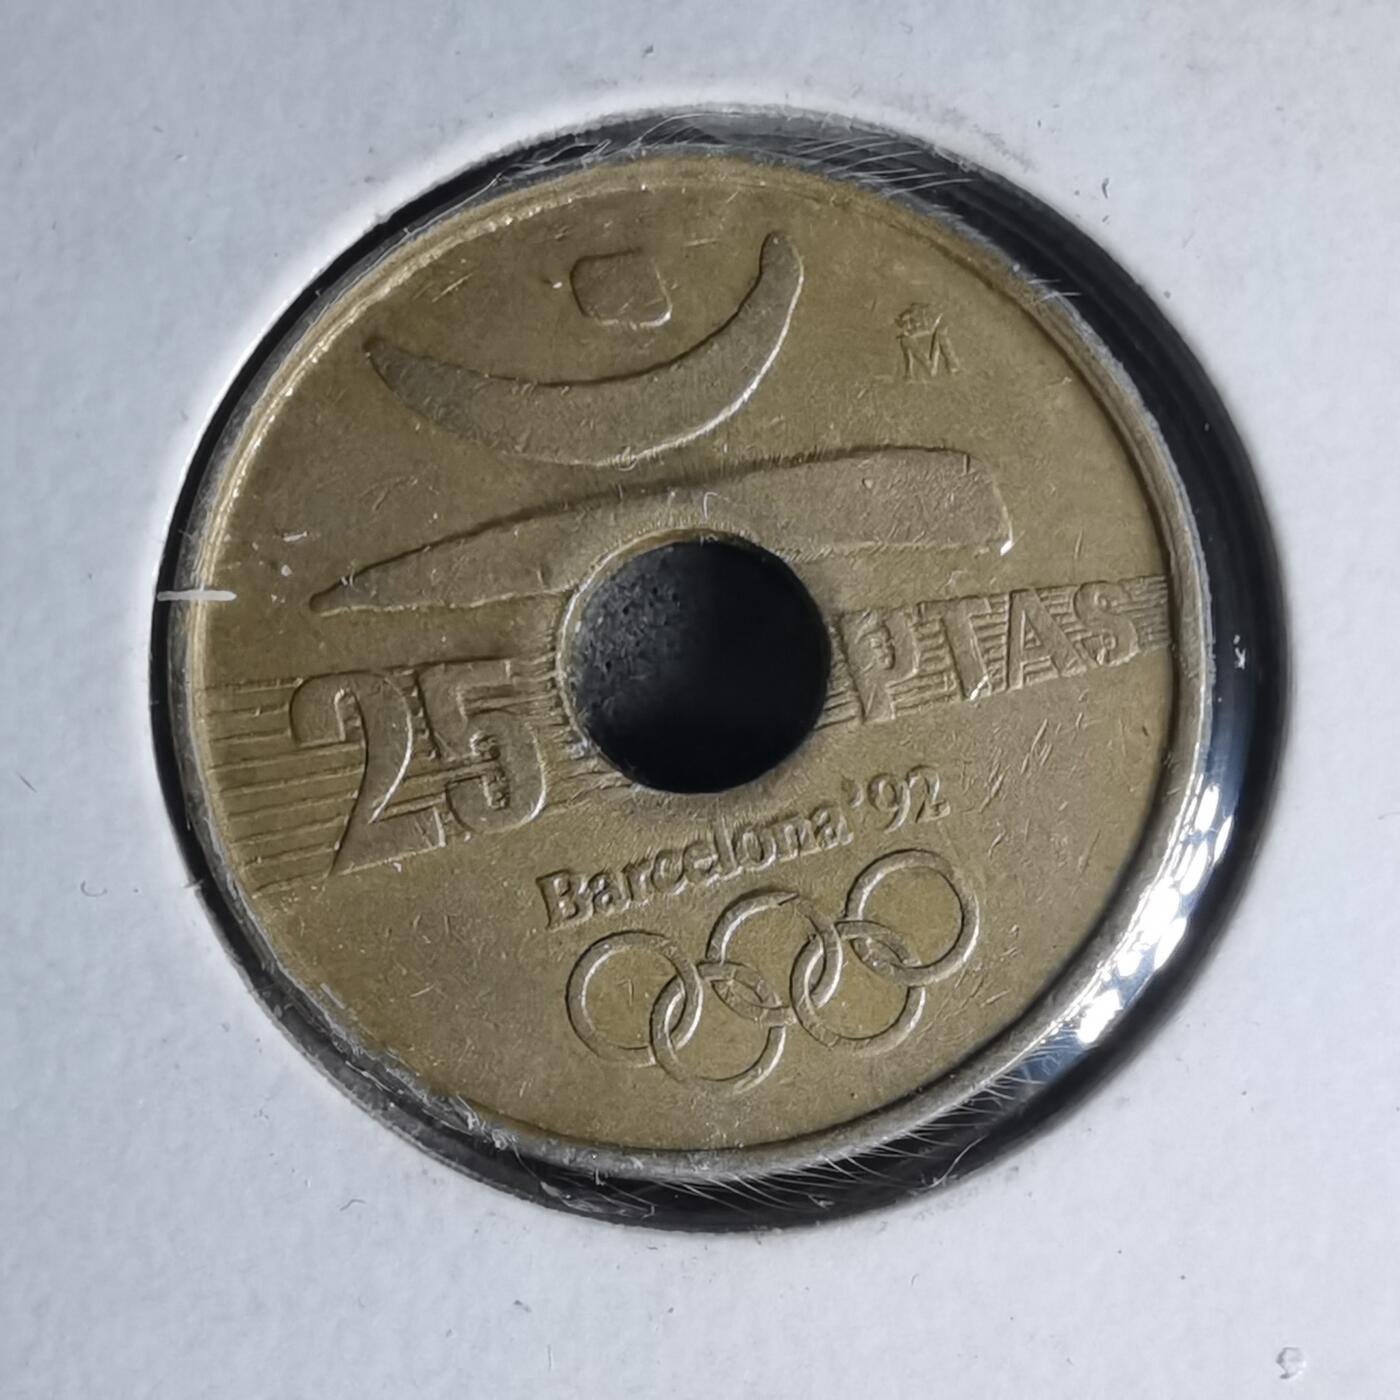 M
25 PTAS
Barcelona '92